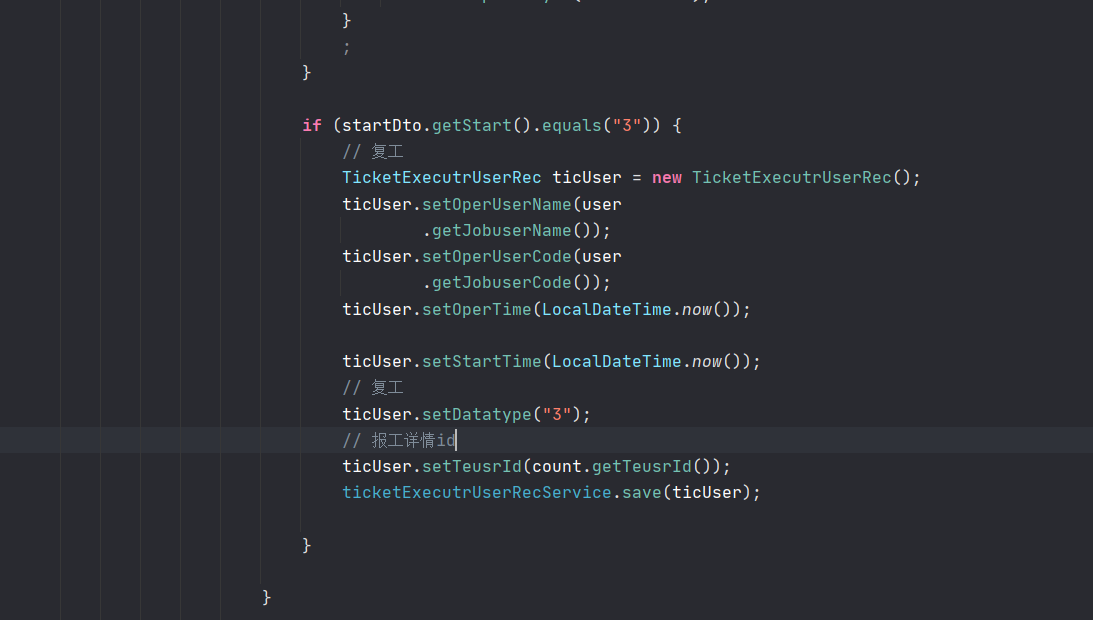 }
;
}
if (startDto.getStart().equals("3")) {
// 复工
TicketExecutrUserRec ticUser = new TicketExecutrUserRec();
ticUser.setOperUserName(user
.getJobuserName());
ticUser.setOperUserCode(user
.getJobuserCode());
ticUser.setOperTime(LocalDateTime.now());
ticUser.setStartTime(LocalDateTime.now());
// 复工
ticUser.setDatatype("3");
// 报工详情id
ticUser.setTeusrId(count.getTeusrId());
ticketExecutrUserRecService.save(ticUser);
}
}